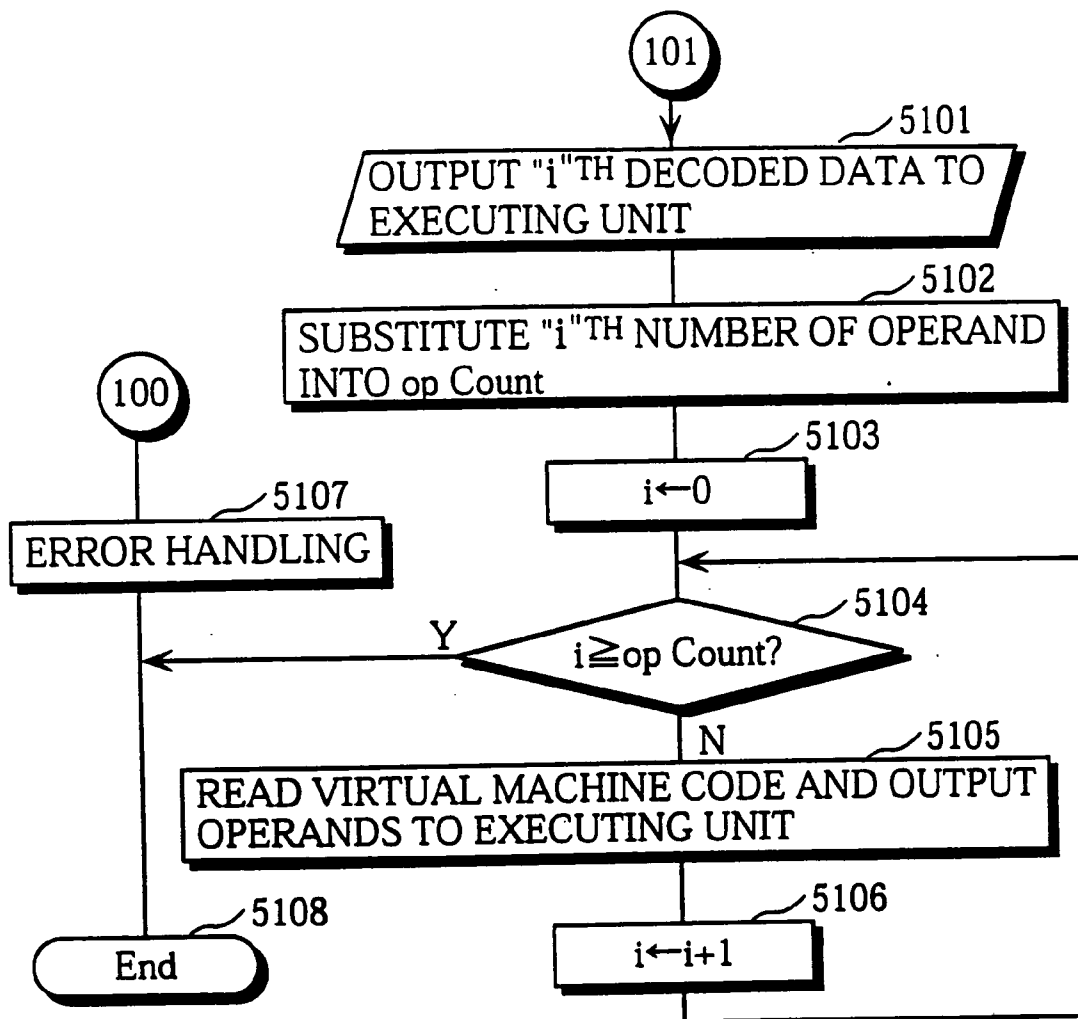 101
5101
OUTPUT "i"TH DECODED DATA TO
EXECUTING UNIT
5102
SUBSTITUTE "i"TH NUMBER OF OPERAND
INTO op Count
100
5103
i←0
5107
ERROR HANDLING
5104
Y
i≧op Count?
N
5105
READ VIRTUAL MACHINE CODE AND OUTPUT
OPERANDS TO EXECUTING UNIT
5108
End
5106
i←i+1